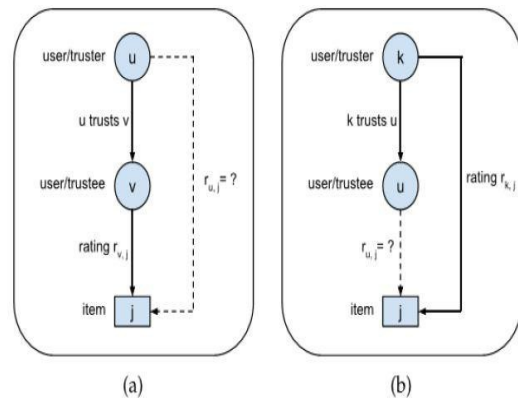 user/truster
u
u trusts v
user/trustee
v
r_{u, j} = ?
rating r_{v, j}
item
j
(a)
user/truster
k
k trusts u
user/trustee
u
rating r_{k, j}
r_{u, j} = ?
item
j
(b)